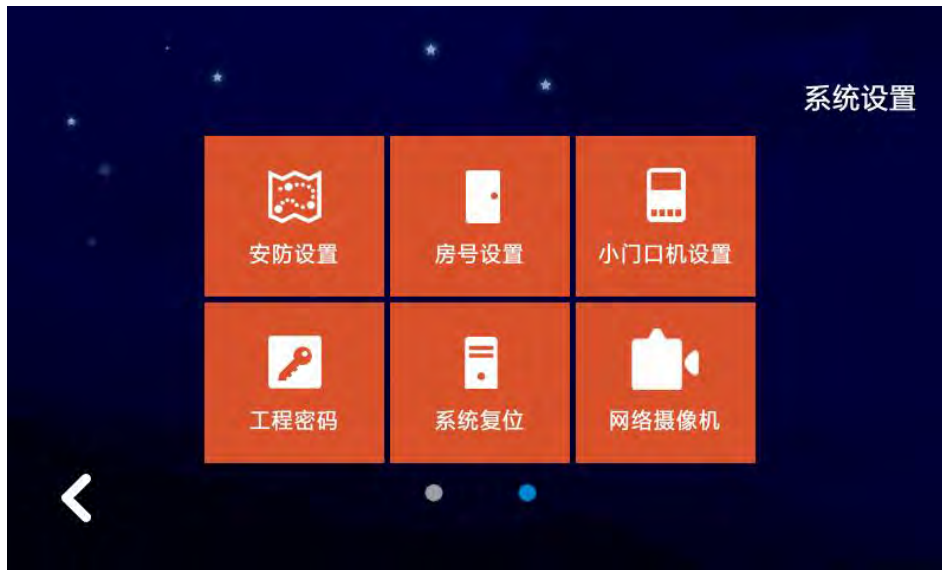 系统设置
安防设置
房号设置
小门口机设置
工程密码
系统复位
网络摄像机